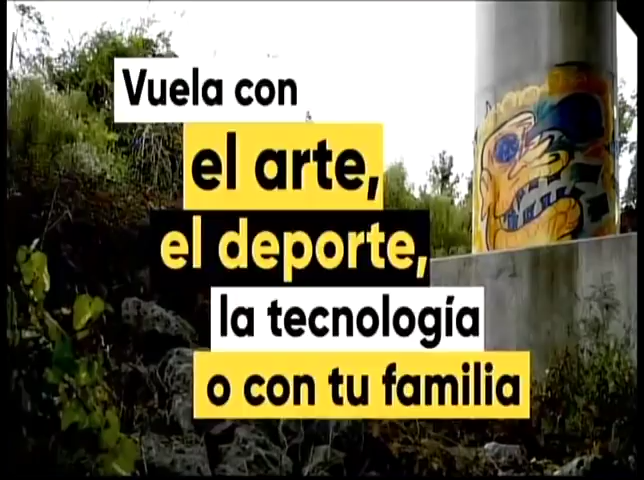 Vuela con
el arte,
el deporte,
la tecnología
o con tu familia